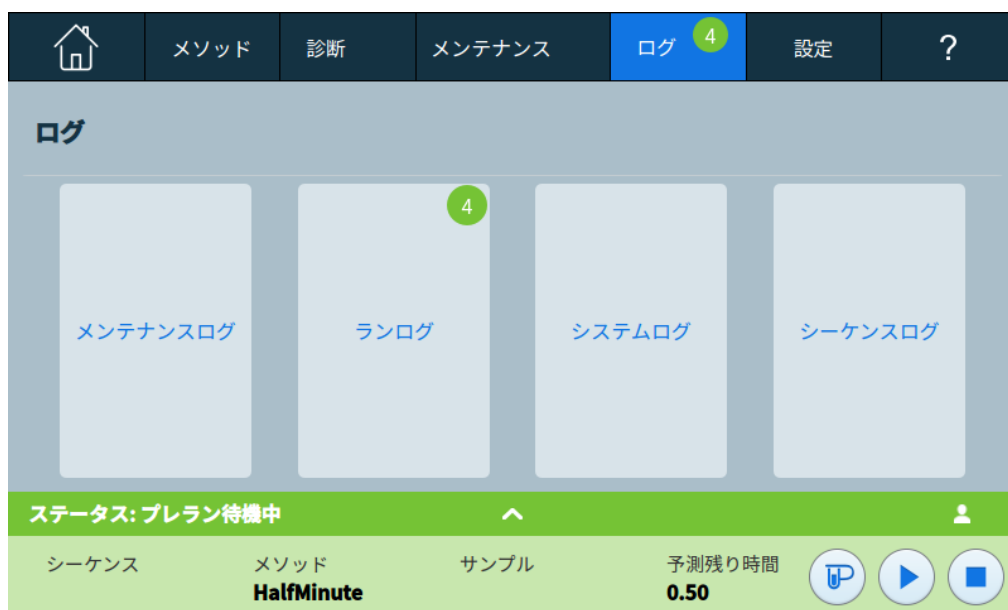 メソッド 診断 メンテナンス ログ 4 設定 ?
ログ
4
メンテナンスログ ランログ システムログ シーケンスログ
ステータス: プレラン待機中
シーケンス メソッド サンプル 予測残り時間
HalfMinute 0.50